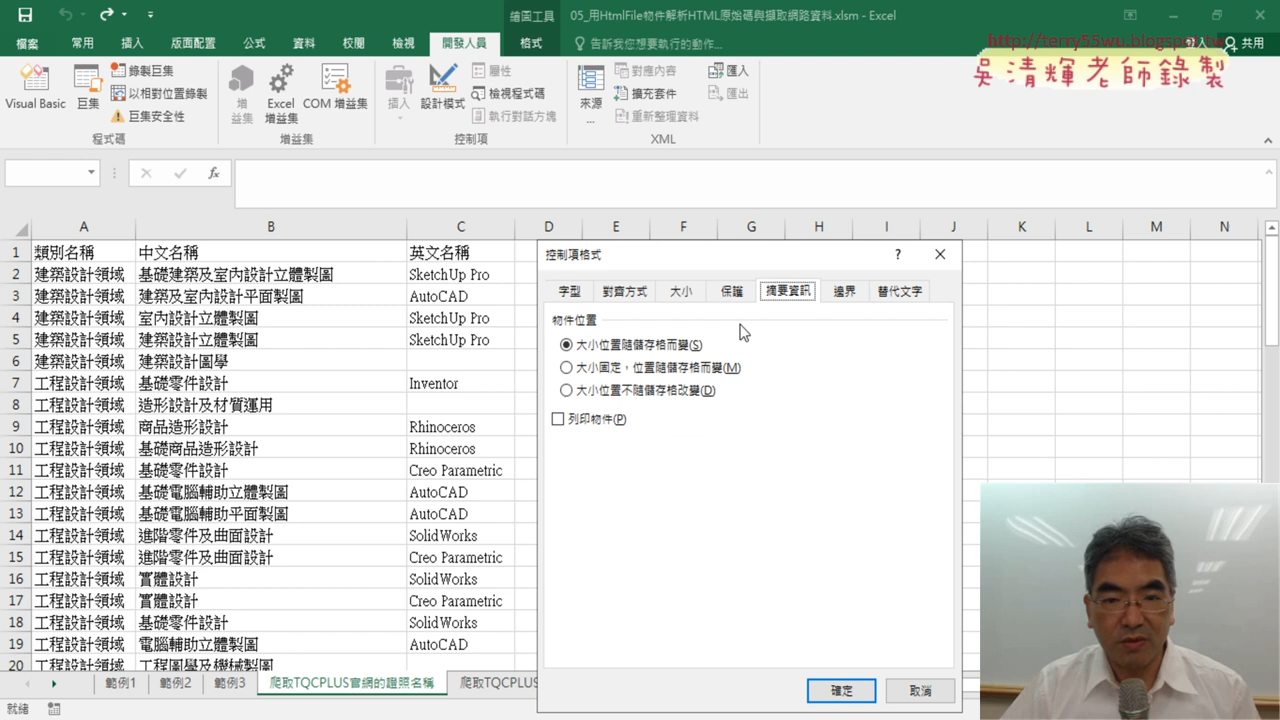 繪圖工具
05_用HtmlFile物件解析HTML原始碼與擷取網路資料.xlsm - Excel
檔案 常用 插入 版面配置 公式 資料 校閱 檢視 開發人員 格式 告訴我您想要執行的動作... 登入 共用
http://terry55wu.blogspot.tw
吳清輝老師錄製
Visual Basic
巨集
錄製巨集
以相對位置錄製
巨集安全性
程式碼
增益集
Excel 增益集
COM 增益集
增益集
插入
設計模式
屬性
檢視程式碼
執行對話方塊
控制項
來源...
對應內容
擴充套件
重新整理資料
匯入
匯出
XML
fx
A B C D E F G H I J K L M N
1 類別名稱 中文名稱 英文名稱
2 建築設計領域 基礎建築及室內設計立體製圖 SketchUp Pro
3 建築設計領域 建築及室內設計平面製圖 AutoCAD
4 建築設計領域 室內設計立體製圖 SketchUp Pro
5 建築設計領域 建築設計立體製圖 SketchUp Pro
6 建築設計領域 建築設計圖學
7 工程設計領域 基礎零件設計 Inventor
8 工程設計領域 造形設計及材質運用
9 工程設計領域 商品造形設計 Rhinoceros
10 工程設計領域 基礎商品造形設計 Rhinoceros
11 工程設計領域 基礎零件設計 Creo Parametric
12 工程設計領域 基礎電腦輔助立體製圖 AutoCAD
13 工程設計領域 基礎電腦輔助平面製圖 AutoCAD
14 工程設計領域 進階零件及曲面設計 SolidWorks
15 工程設計領域 進階零件及曲面設計 Creo Parametric
16 工程設計領域 實體設計 SolidWorks
17 工程設計領域 實體設計 Creo Parametric
18 工程設計領域 基礎零件設計 SolidWorks
19 工程設計領域 電腦輔助立體製圖 AutoCAD
20 工程設計領域 工程圖學及機械製圖
控制項格式 ?
字型 對齊方式 大小 保護 摘要資訊 邊界 替代文字
物件位置
大小位置隨儲存格而變(S)
大小固定，位置隨儲存格而變(M)
大小位置不隨儲存格改變(D)
列印物件(P)
確定 取消
範例1 範例2 範例3 爬取TQCPLUS官網的證照名稱 爬取TQCPLUS
就緒